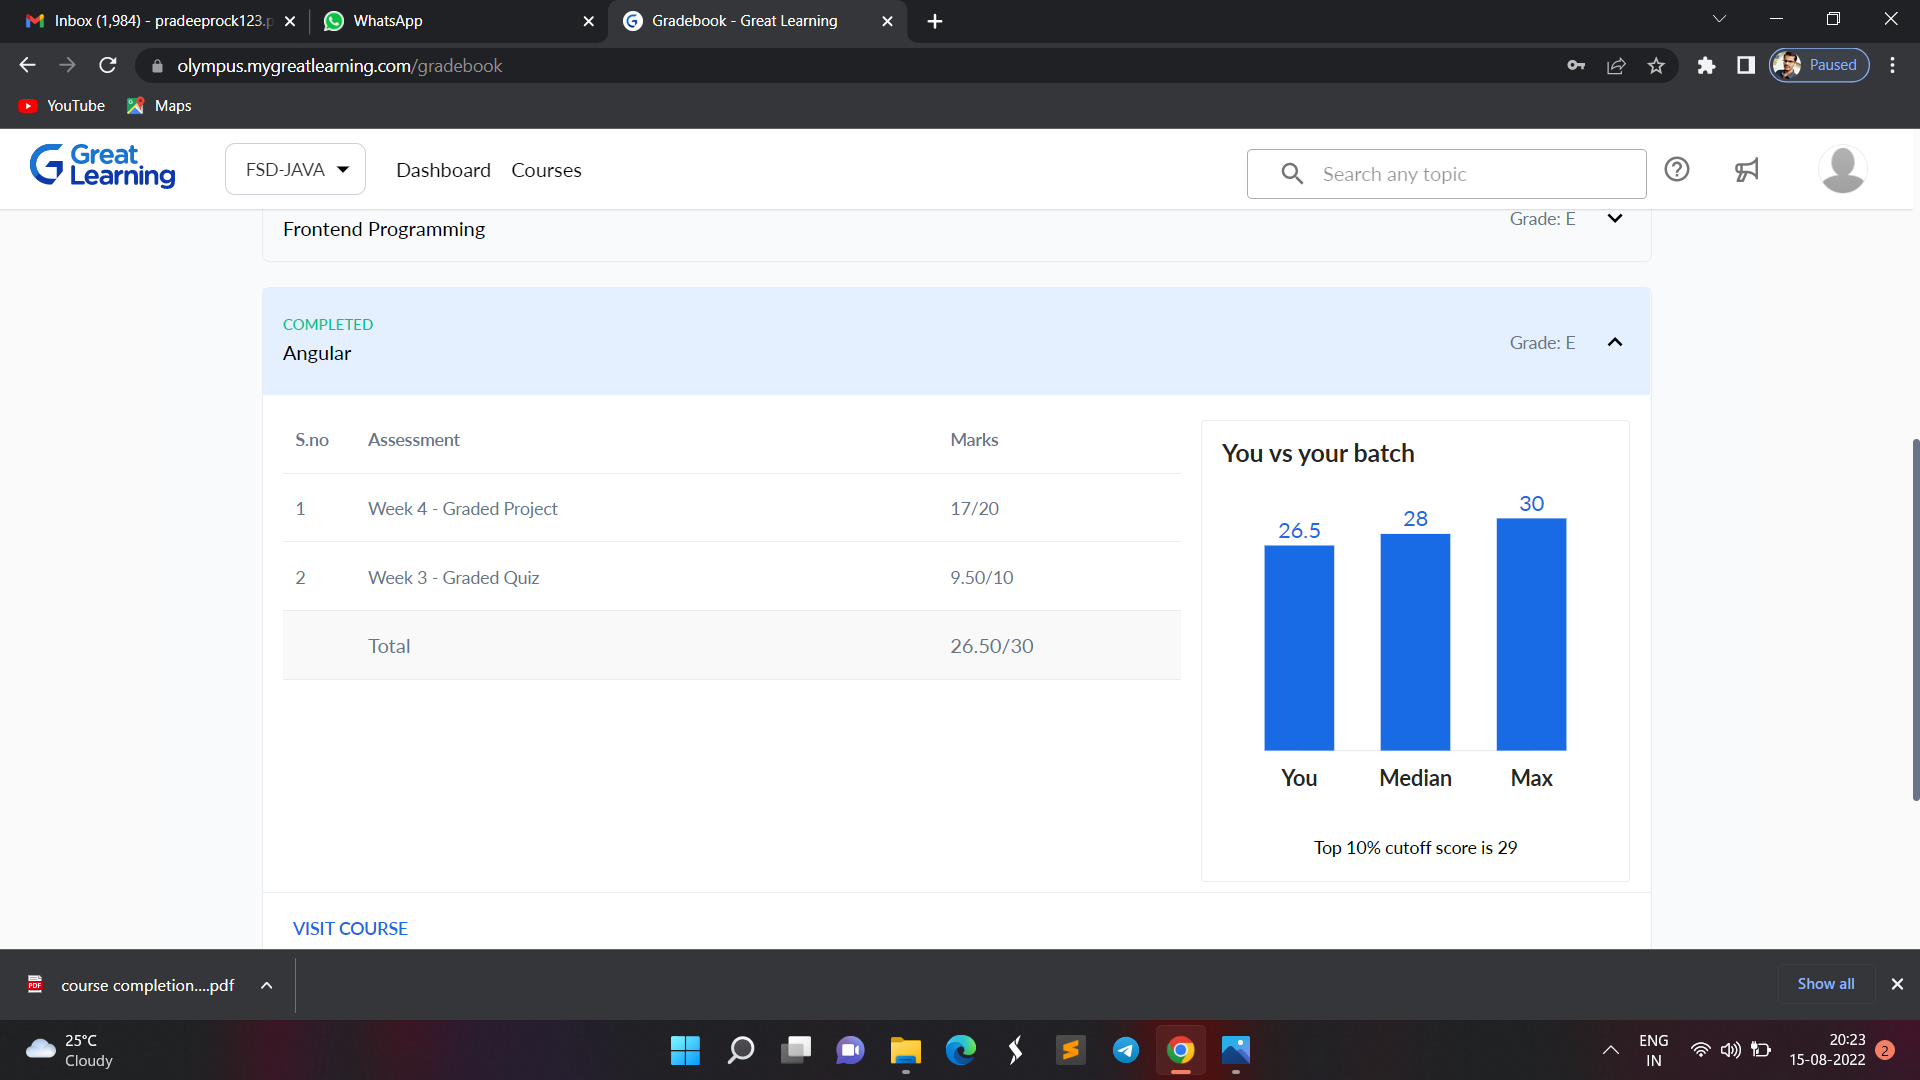 Inbox (1,984) - pradeeprock123.p
WhatsApp
Gradebook - Great Learning
olympus.mygreatlearning.com/gradebook
Paused
YouTube
Maps
Great
Learning
FSD-JAVA
Dashboard
Courses
Search any topic
Frontend Programming
Grade: E
COMPLETED
Angular
Grade: E
S.no Assessment Marks
1 Week 4 - Graded Project 17/20
2 Week 3 - Graded Quiz 9.50/10
Total 26.50/30
You vs your batch
26.5 28 30
You Median Max
Top 10% cutoff score is 29
VISIT COURSE
PDF
course completion....pdf
Show all
25°C
Cloudy
ENG
IN
20:23
15-08-2022
2